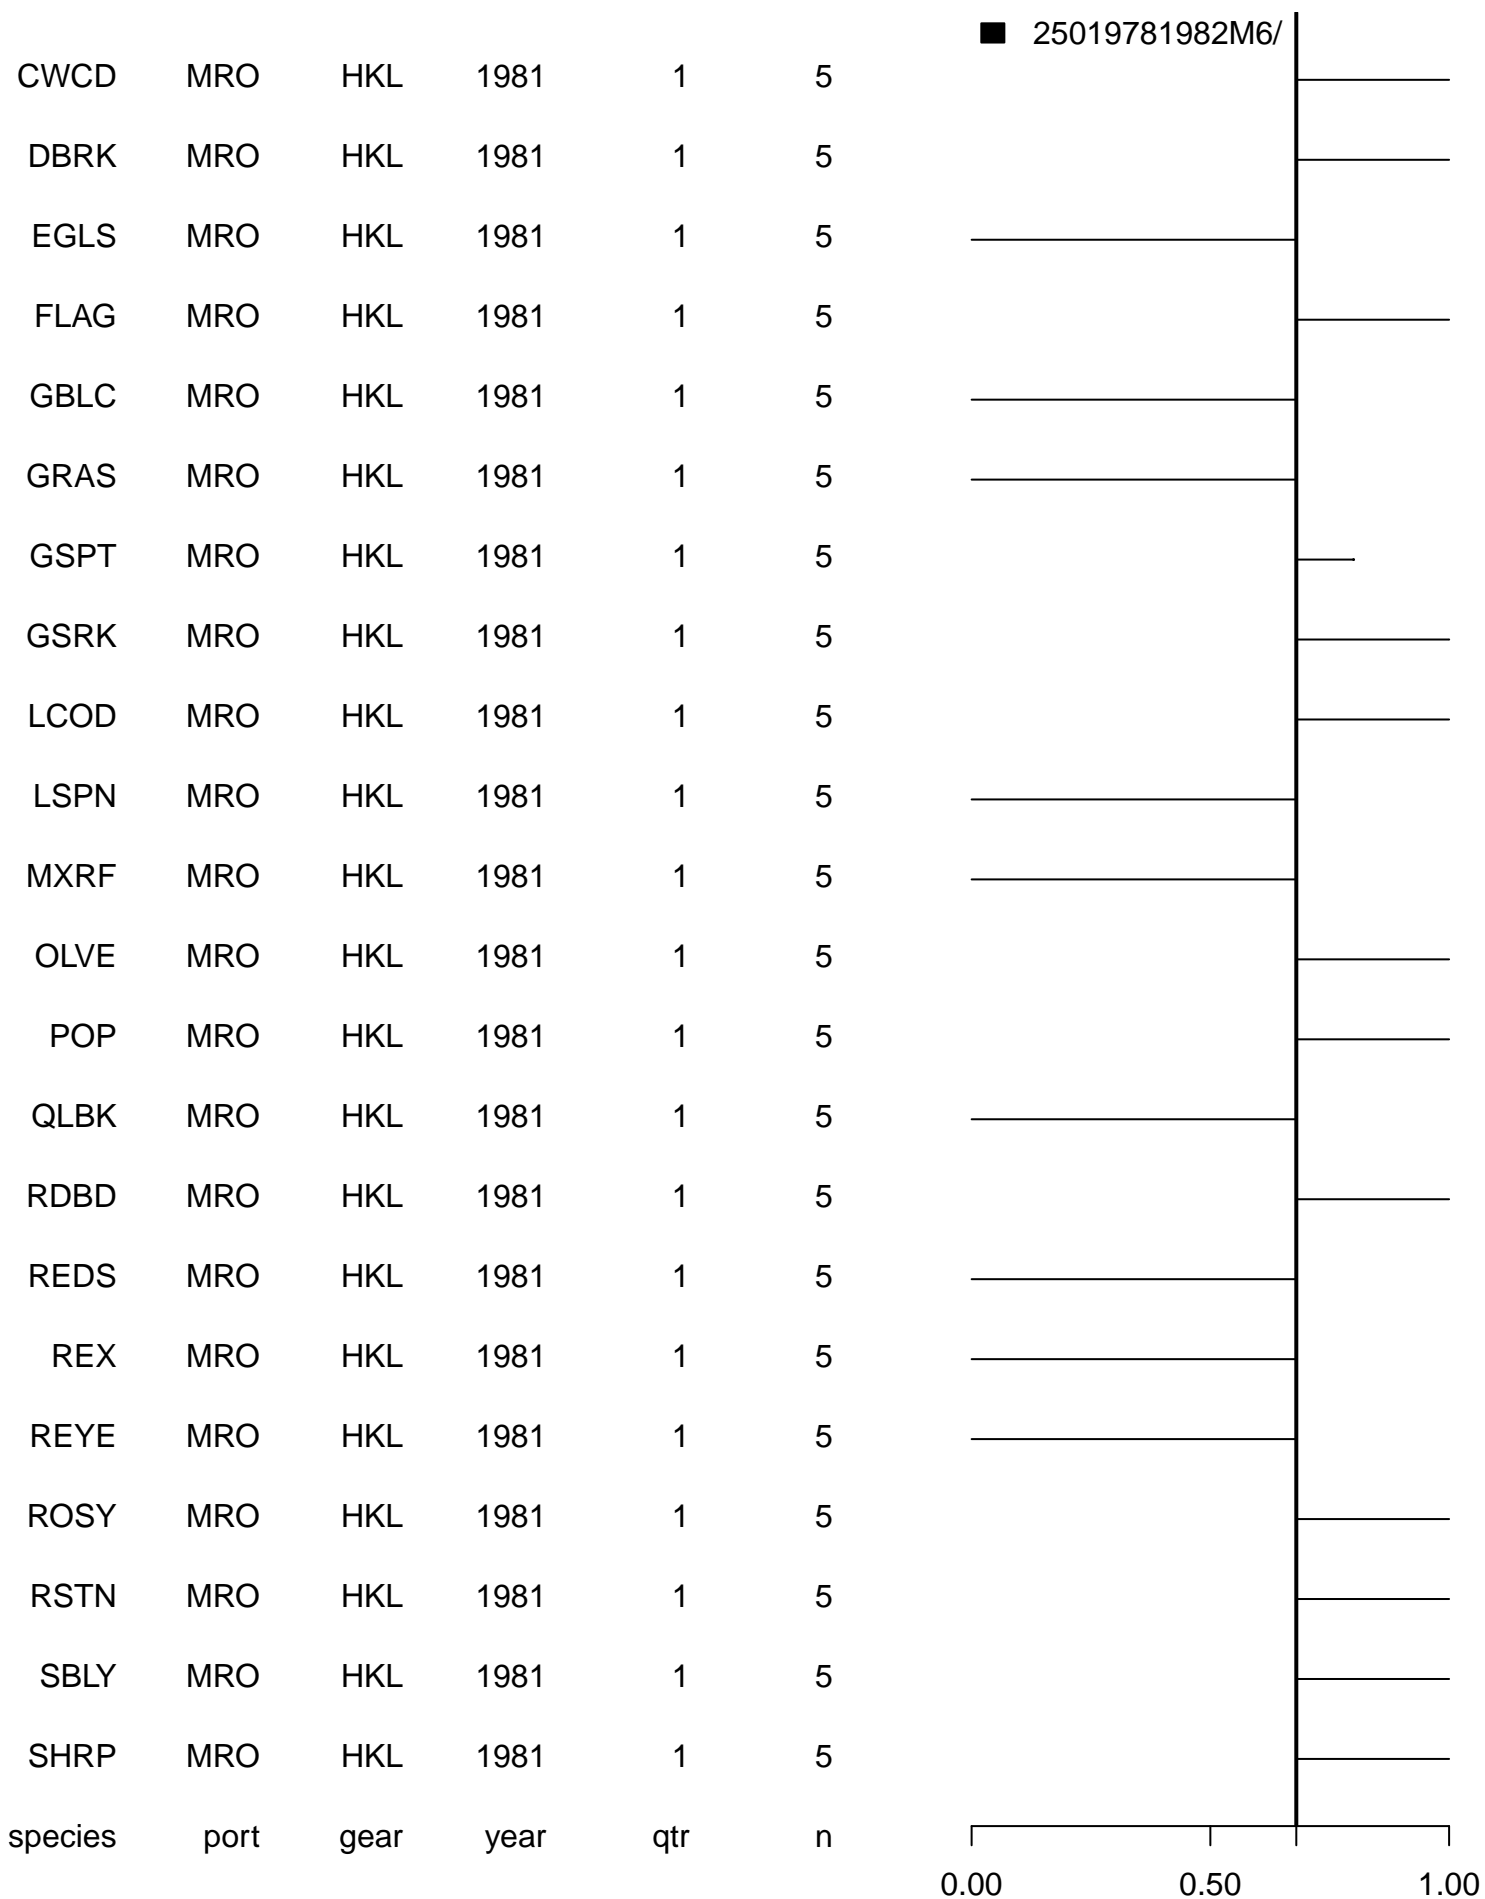 25019781982M6/
CWCD MRO HKL 1981 1 5
DBRK MRO HKL 1981 1 5
EGLS MRO HKL 1981 1 5
FLAG MRO HKL 1981 1 5
GBLC MRO HKL 1981 1 5
GRAS MRO HKL 1981 1 5
GSPT MRO HKL 1981 1 5
GSRK MRO HKL 1981 1 5
LCOD MRO HKL 1981 1 5
LSPN MRO HKL 1981 1 5
MXRF MRO HKL 1981 1 5
OLVE MRO HKL 1981 1 5
POP MRO HKL 1981 1 5
QLBK MRO HKL 1981 1 5
RDBD MRO HKL 1981 1 5
REDS MRO HKL 1981 1 5
REX MRO HKL 1981 1 5
REYE MRO HKL 1981 1 5
ROSY MRO HKL 1981 1 5
RSTN MRO HKL 1981 1 5
SBLY MRO HKL 1981 1 5
SHRP MRO HKL 1981 1 5
species port gear year qtr n
0.00 0.50 1.00